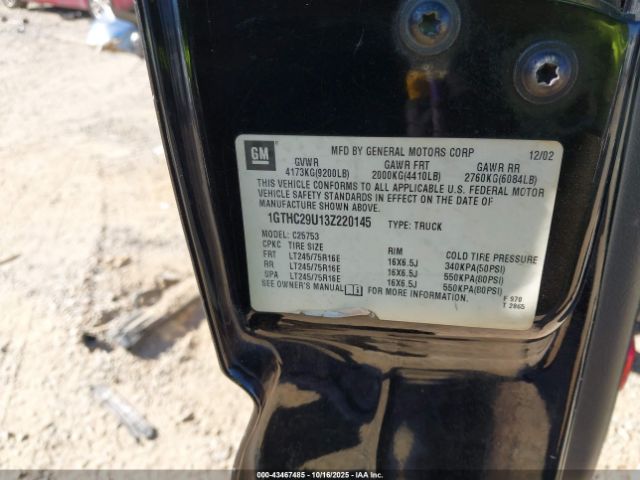 GM
MFD BY GENERAL MOTORS CORP 12/02
GVWR GAWR FRT GAWR RR
4173KG(9200LB) 2000KG(4410LB) 2760KG(6084LB)
THIS VEHICLE CONFORMS TO ALL APPLICABLE U.S. FEDERAL MOTOR
VEHICLE SAFETY STANDARDS IN EFFECT ON THE DATE OF
MANUFACTURE SHOWN ABOVE.
1GTHC29U13Z220145 TYPE: TRUCK
MODEL: C25753
CPKC TIRE SIZE RIM COLD TIRE PRESSURE
FRT LT245/75R16E 16X6.5J 340KPA(50PSI)
RR LT245/75R16E 16X6.5J 550KPA(80PSI)
SPA LT245/75R16E 16X6.5J 550KPA(80PSI)
SEE OWNER'S MANUAL FOR MORE INFORMATION.
F 970
T 2865
000-43467485 - 10/16/2025 - IAAI.COM